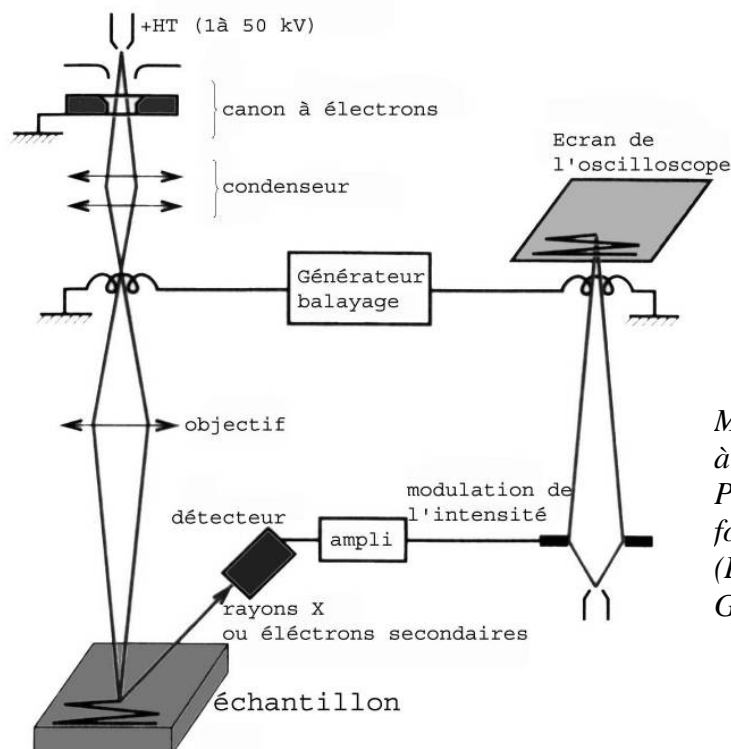 +HT (1à 50 kV)
canon à électrons
Ecran de
l'oscilloscope
condenseur
Générateur
balayage
objectif
modulation de
l'intensité
détecteur
ampli
rayons X
ou éléctrons secondaires
échantillon
M
à
P
fo
(I
G